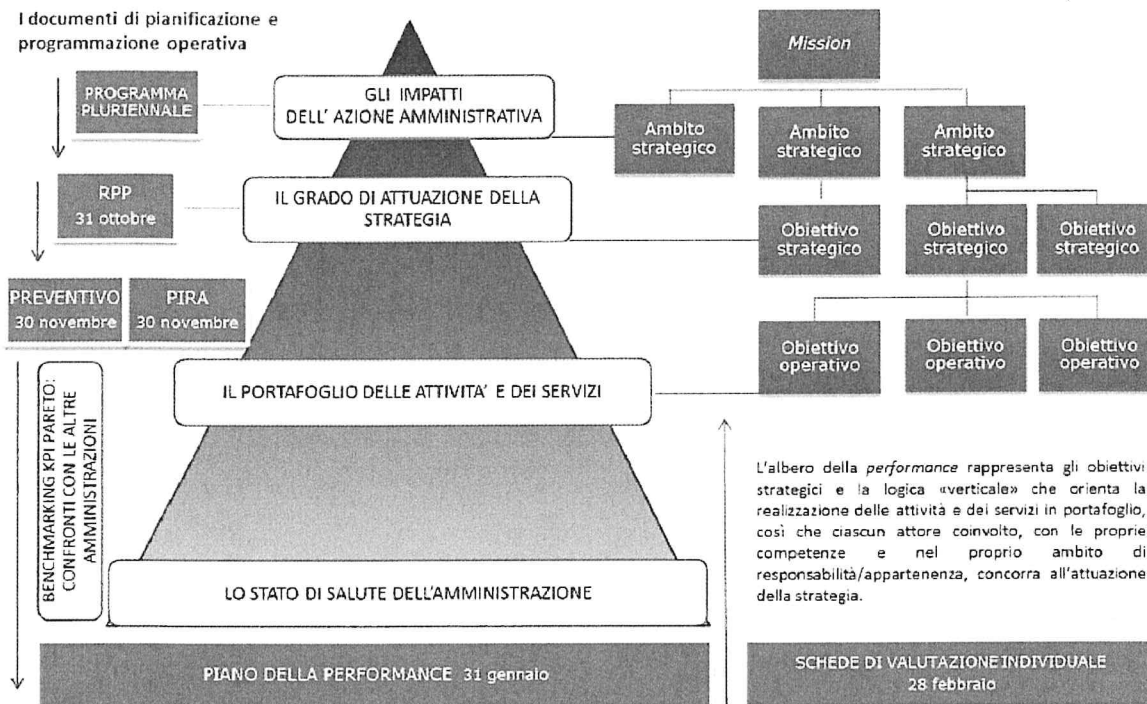 I documenti di pianificazione e
programmazione operativa
PROGRAMMA
PLURIENNALE
RPP
31 ottobre
PREVENTIVO
30 novembre
PIRA
30 novembre
BENCHMARKING KPI PARETO:
CONFRONTI CON LE ALTRE
AMMINISTRAZIONI
GLI IMPATTI
DELL' AZIONE AMMINISTRATIVA
IL GRADO DI ATTUAZIONE DELLA
STRATEGIA
IL PORTAFOGLIO DELLE ATTIVITA' E DEI SERVIZI
LO STATO DI SALUTE DELL'AMMINISTRAZIONE
PIANO DELLA PERFORMANCE 31 gennaio
Mission
Ambito
strategico
Ambito
strategico
Ambito
strategico
Obiettivo
strategico
Obiettivo
strategico
Obiettivo
strategico
Obiettivo
operativo
Obiettivo
operativo
Obiettivo
operativo
L'albero della performance rappresenta gli obiettivi
strategici e la logica «verticale» che orienta la
realizzazione delle attività e dei servizi in portafoglio,
così che ciascun attore coinvolto, con le proprie
competenze e nel proprio ambito di
responsabilità/appartenenza, concorra all'attuazione
della strategia.
SCHEDE DI VALUTAZIONE INDIVIDUALE
28 febbraio